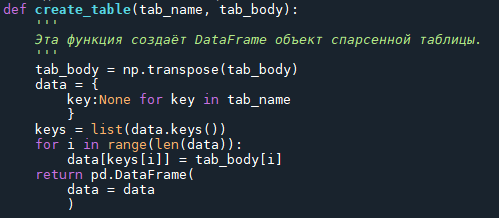 def create_table(tab_name, tab_body):
    '''
    Эта функция создаёт DataFrame объект спарсенной таблицы.
    '''
    tab_body = np.transpose(tab_body)
    data = {
        key:None for key in tab_name
        }
    keys = list(data.keys())
    for i in range(len(data)):
        data[keys[i]] = tab_body[i]
    return pd.DataFrame(
        data = data
        )